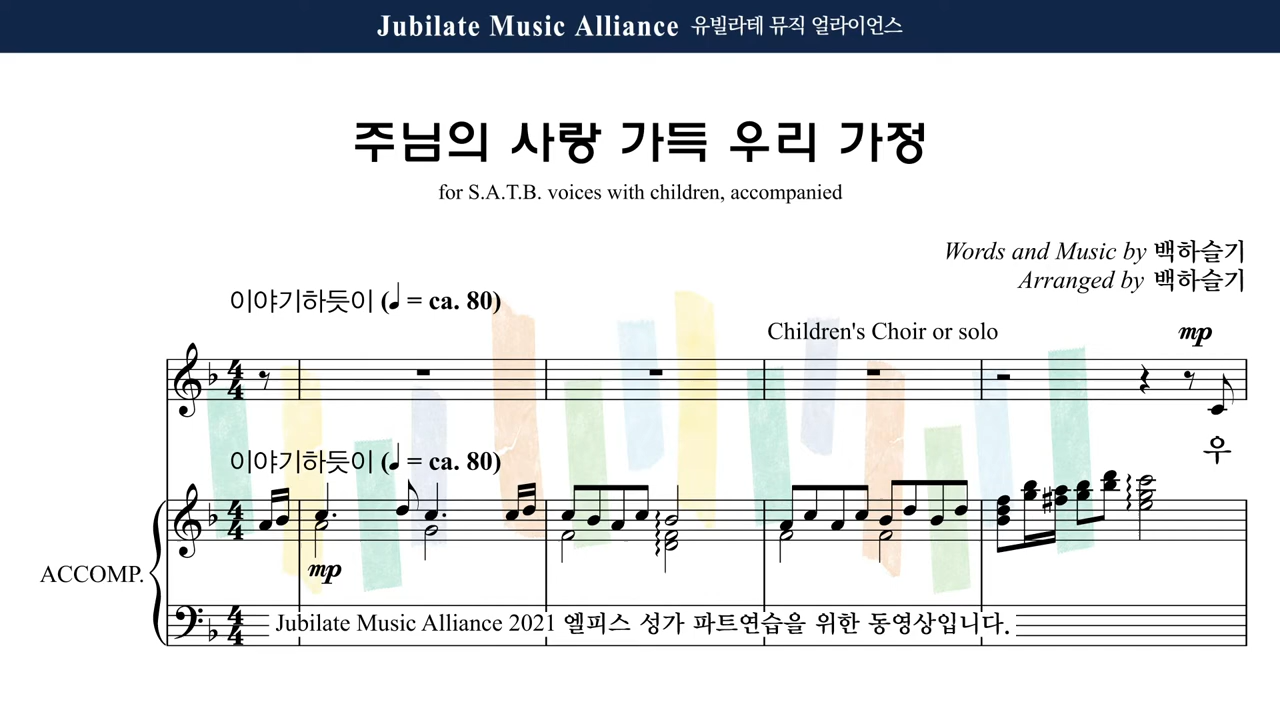 Jubilate Music Alliance 유빌라테 뮤직 얼라이언스
주님의 사랑 가득 우리 가정
for S.A.T.B. voices with children, accompanied
Words and Music by 백하슬기
Arranged by 백하슬기
이야기하듯이 (♩ = ca. 80)
Children's Choir or solo
mp
우
이야기하듯이 (♩ = ca. 80)
mp
ACCOMP.
Jubilate Music Alliance 2021 엘피스 성가 파트연습을 위한 동영상입니다.